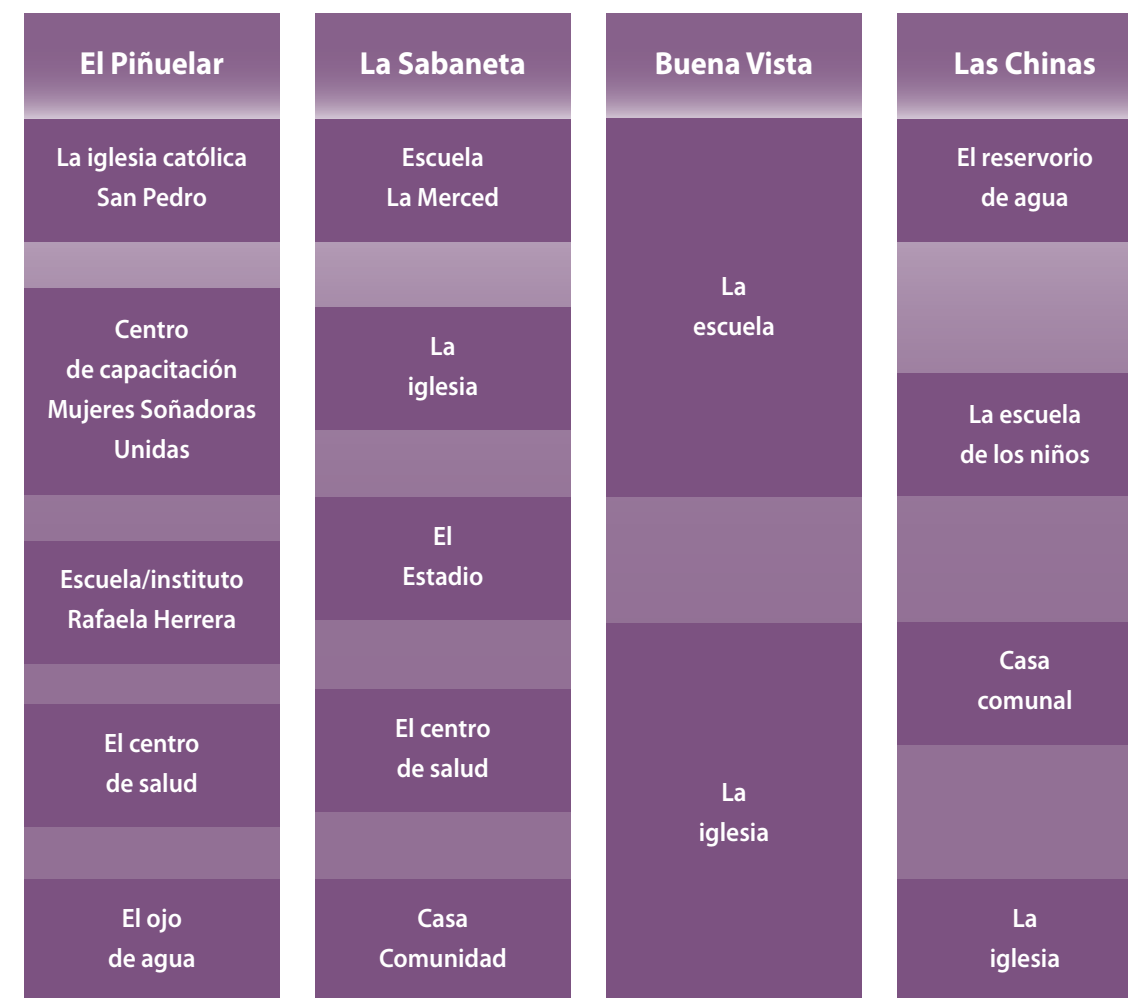 El Piñuelar
La iglesia católica
San Pedro
Centro
de capacitación
Mujeres Soñadoras
Unidas
Escuela/instituto
Rafaela Herrera
El centro
de salud
El ojo
de agua
La Sabaneta
Escuela
La Merced
La
iglesia
El
Estadio
El centro
de salud
Casa
Comunidad
Buena Vista
La
escuela
La
iglesia
Las Chinas
El reservorio
de agua
La escuela
de los niños
Casa
comunal
La
iglesia